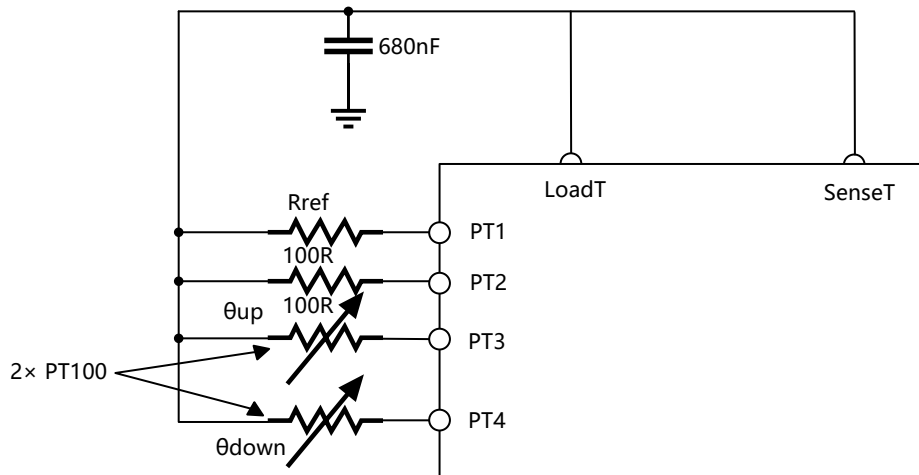 680nF
LoadT
SenseT
Rref
PT1
100R
PT2
100R
θup
PT3
2× PT100
PT4
θdown